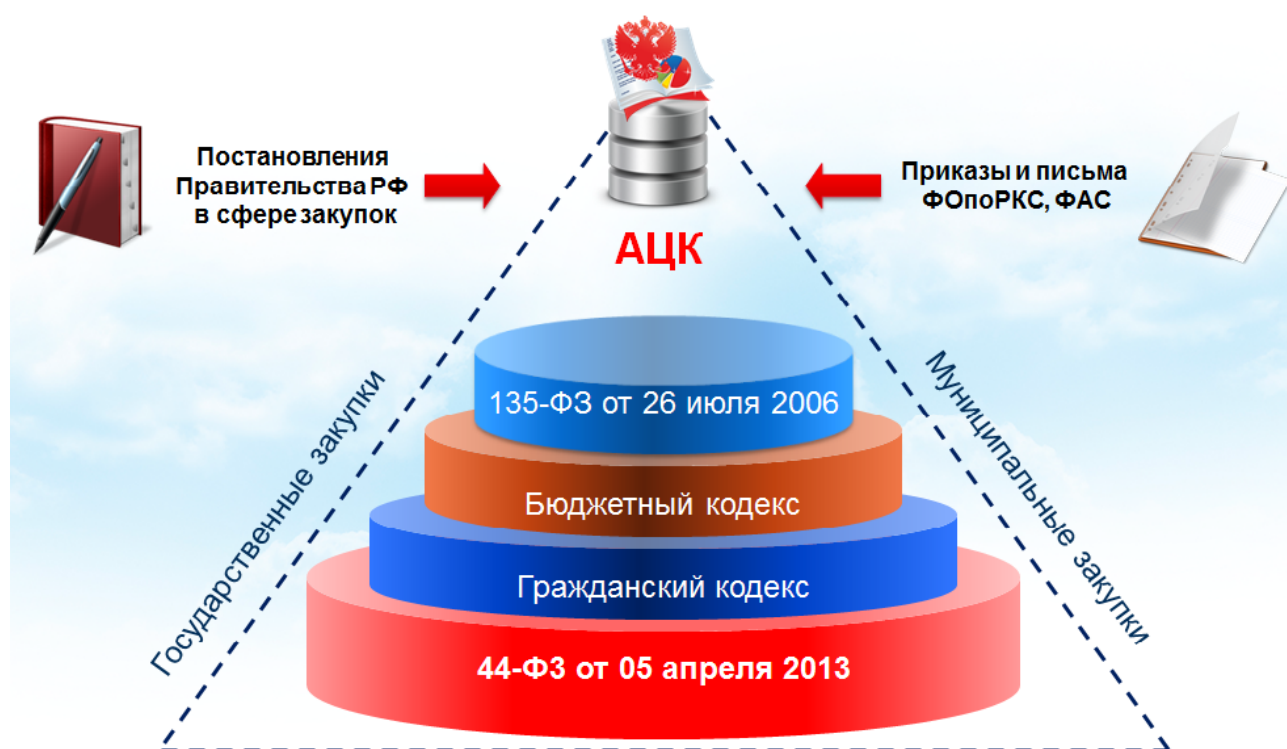 Постановления
Правительства РФ
в сфере закупок
Приказы и письма
ФОпоРКС, ФАС
АЦК
Государственные закупки
Муниципальные закупки
135-ФЗ от 26 июля 2006
Бюджетный кодекс
Гражданский кодекс
44-ФЗ от 05 апреля 2013